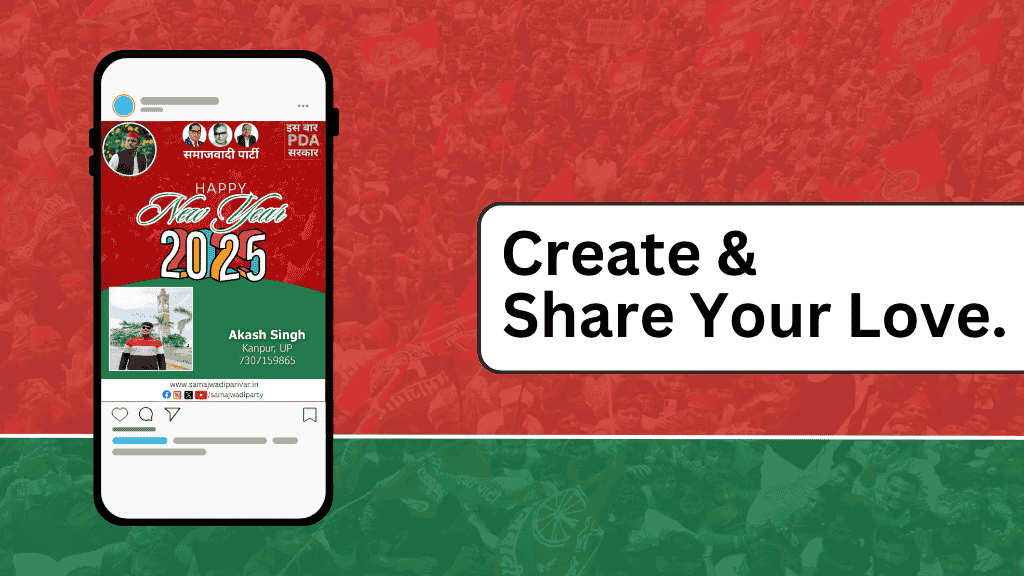 समाजवादी पार्टी
इस बार
PDA
सरकार
HAPPY
New Year
2025
Akash Singh
Kanpur, UP
7307159865
www.samajwadiparivar.in
/samajwadiparty
Create &
Share Your Love.